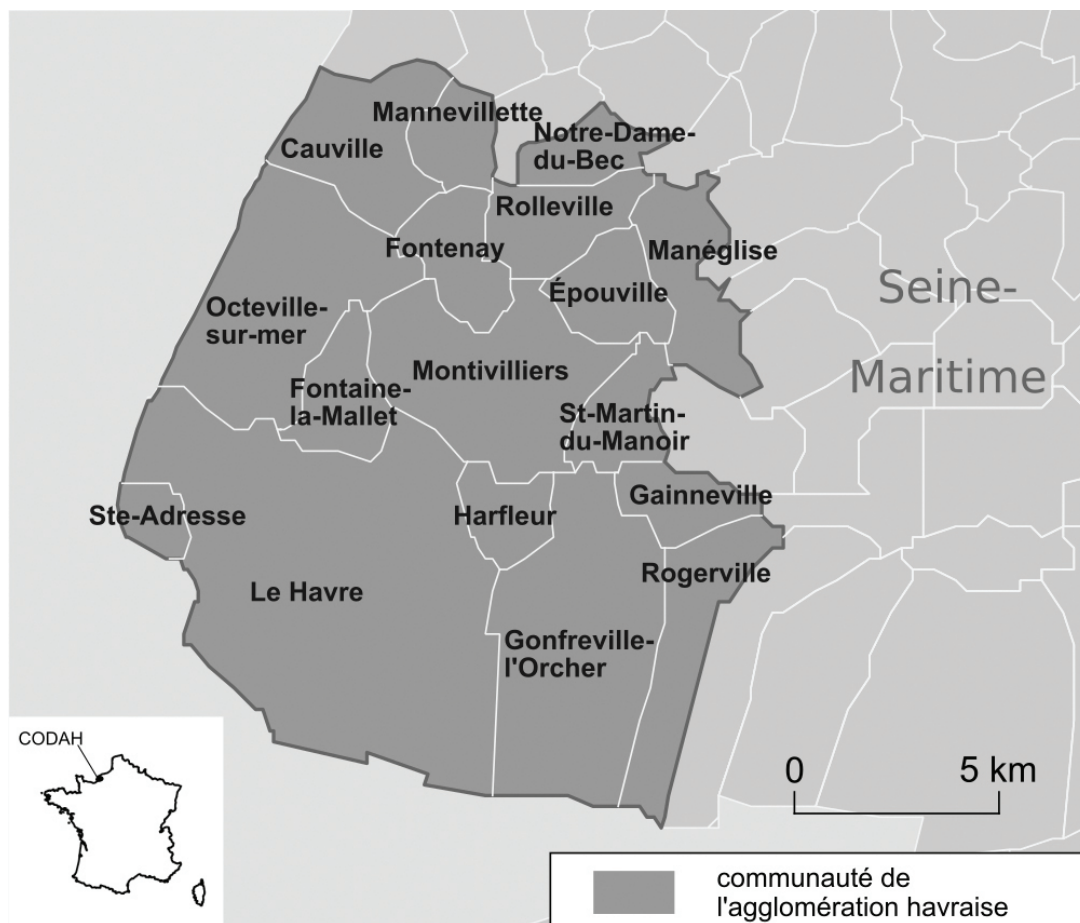 Mannevillette
Cauville
Notre-Dame-
du-Bec
Rolleville
Fontenay
Manéglise
Épouville
Seine-
Maritime
Octeville-
sur-mer
Montivilliers
Fontaine-
la-Mallet
St-Martin-
du-Manoir
Gainneville
Ste-Adresse
Harfleur
Rogerville
Le Havre
Gonfreville-
l'Orcher
CODAH
0
5 km
communauté de
l'agglomération havraise